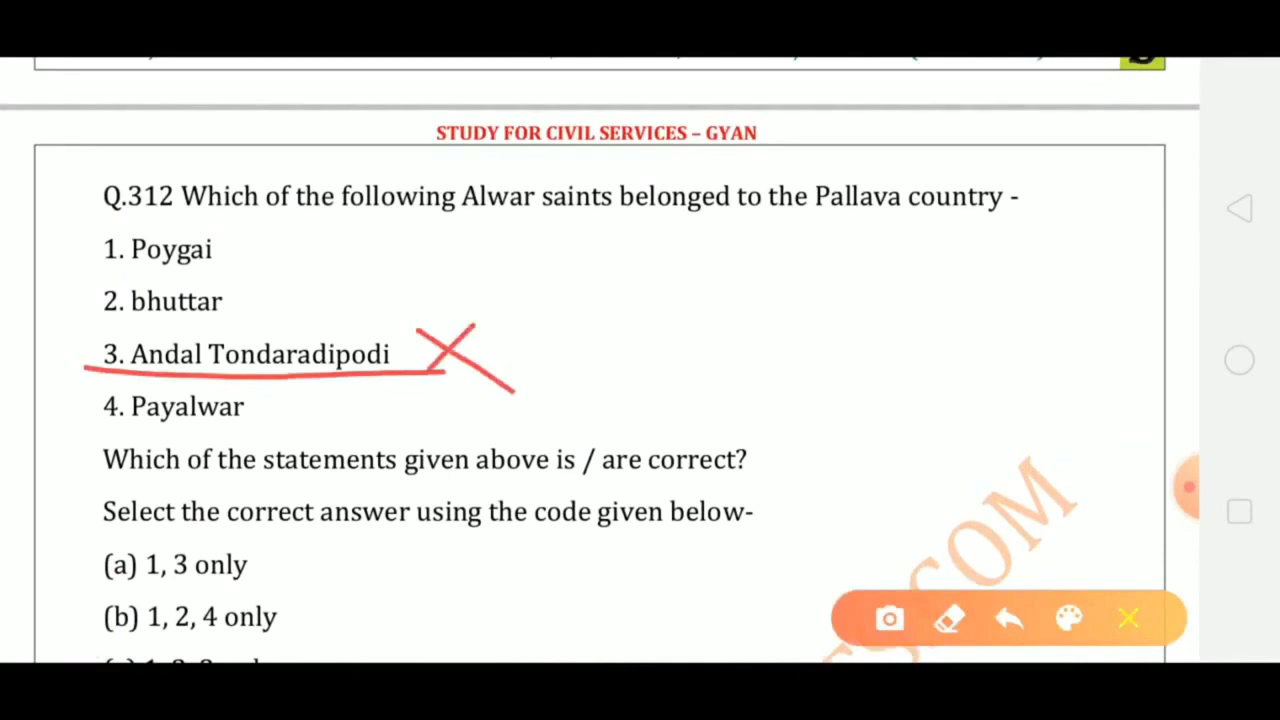 STUDY FOR CIVIL SERVICES – GYAN
Q.312 Which of the following Alwar saints belonged to the Pallava country -
1. Poygai
2. bhuttar
3. Andal Tondaradipodi
4. Payalwar
Which of the statements given above is / are correct?
Select the correct answer using the code given below-
(a) 1, 3 only
(b) 1, 2, 4 only